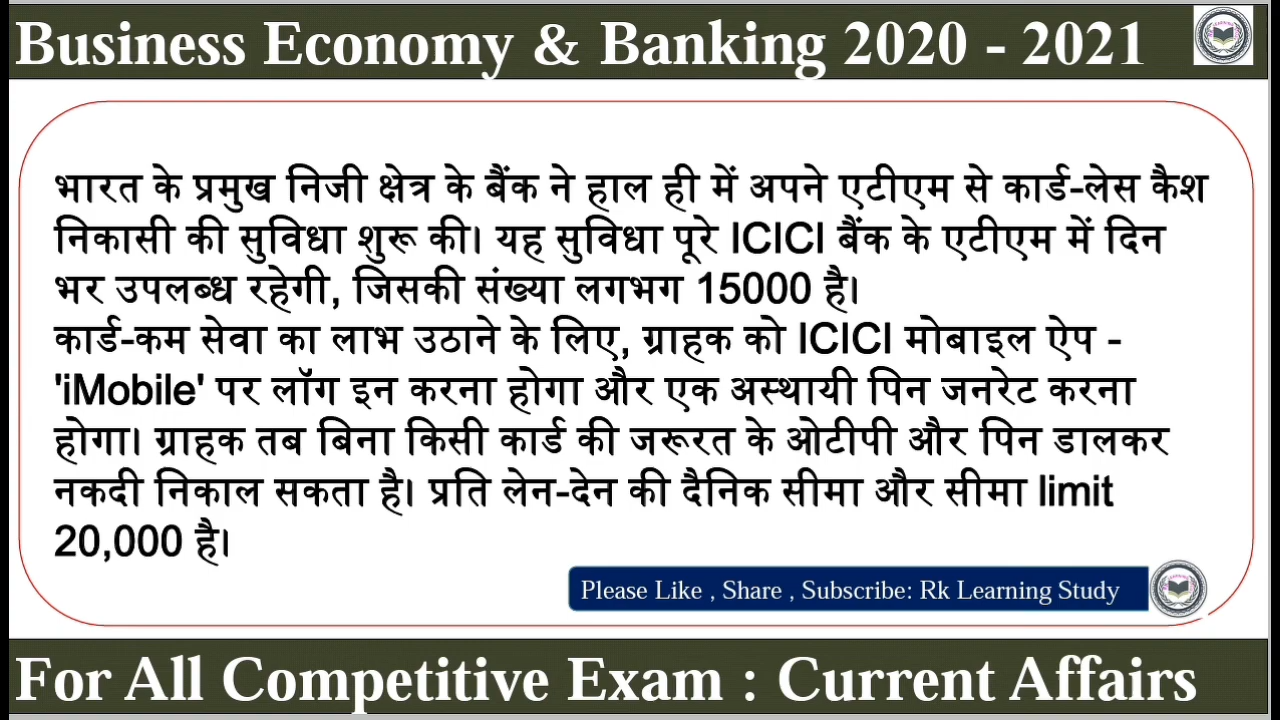 Business Economy & Banking 2020 - 2021
भारत के प्रमुख निजी क्षेत्र के बैंक ने हाल ही में अपने एटीएम से कार्ड-लेस कैश
निकासी की सुविधा शुरू की। यह सुविधा पूरे ICICI बैंक के एटीएम में दिन
भर उपलब्ध रहेगी, जिसकी संख्या लगभग 15000 है।
कार्ड-कम सेवा का लाभ उठाने के लिए, ग्राहक को ICICI मोबाइल ऐप -
'iMobile' पर लॉग इन करना होगा और एक अस्थायी पिन जनरेट करना
होगा। ग्राहक तब बिना किसी कार्ड की जरूरत के ओटीपी और पिन डालकर
नकदी निकाल सकता है। प्रति लेन-देन की दैनिक सीमा और सीमा limit
20,000 है।
Please Like , Share , Subscribe: Rk Learning Study
For All Competitive Exam : Current Affairs